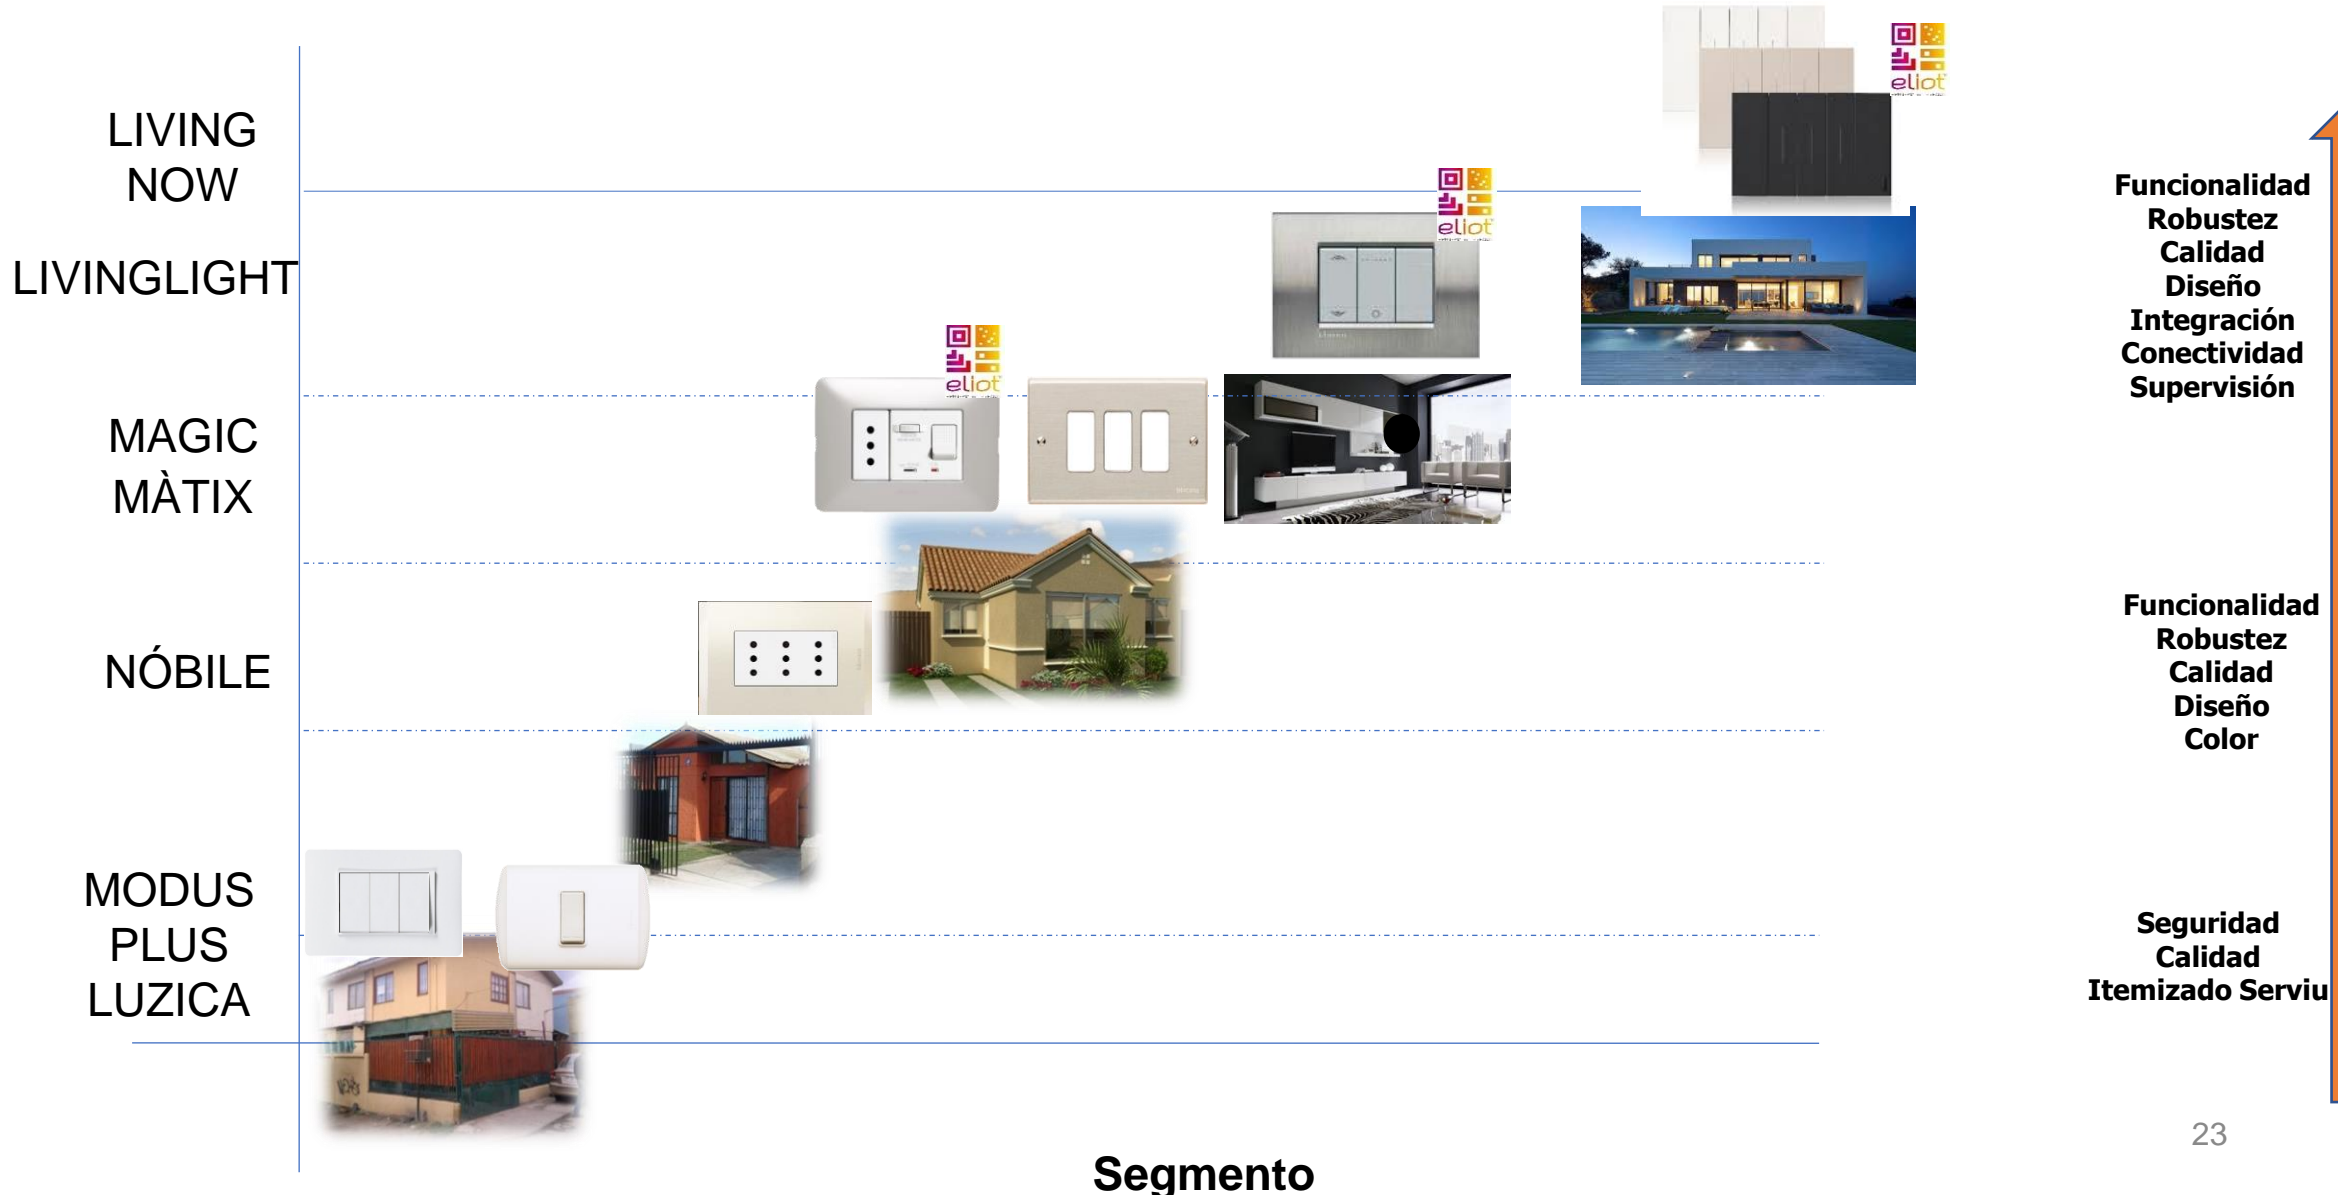 LIVING
NOW
LIVINGLIGHT
MAGIC
MÀTIX
NÓBILE
MODUS
PLUS
LUZICA
eliot
eliot
eliot
Funcionalidad
Robustez
Calidad
Diseño
Integración
Conectividad
Supervisión
Funcionalidad
Robustez
Calidad
Diseño
Color
Seguridad
Calidad
Itemizado Serviu
23
Segmento